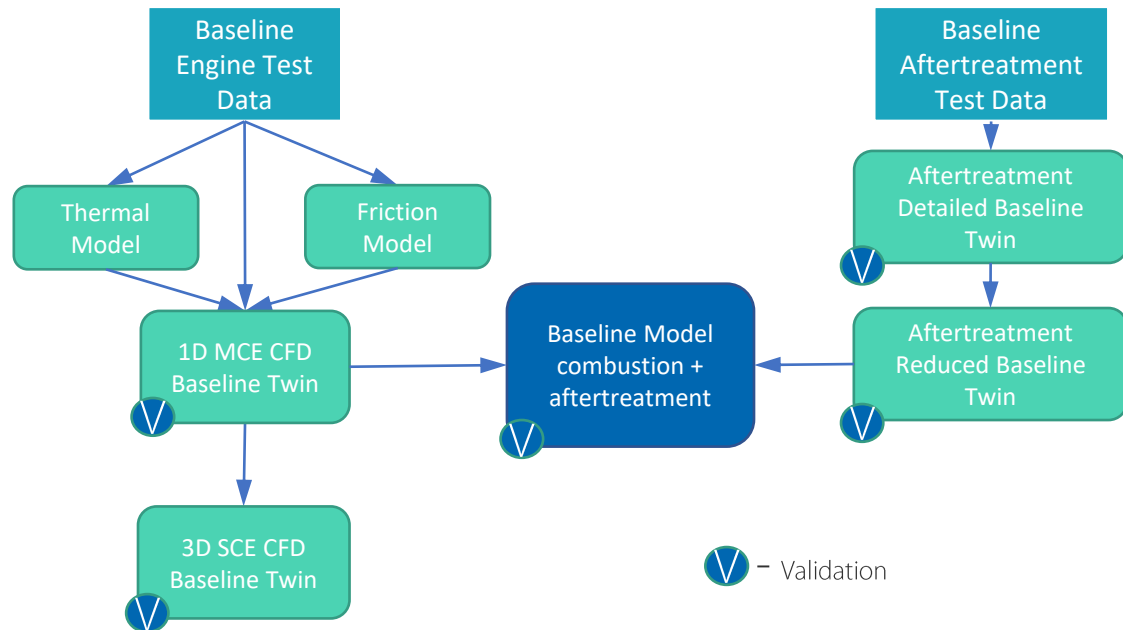 Baseline
Engine Test
Data
Baseline
Aftertreatment
Test Data
Thermal
Model
Friction
Model
Aftertreatment
Detailed Baseline
Twin
V
1D MCE CFD
Baseline Twin
V
Baseline Model
combustion +
aftertreatment
V
Aftertreatment
Reduced Baseline
Twin
V
3D SCE CFD
Baseline Twin
V
V – Validation